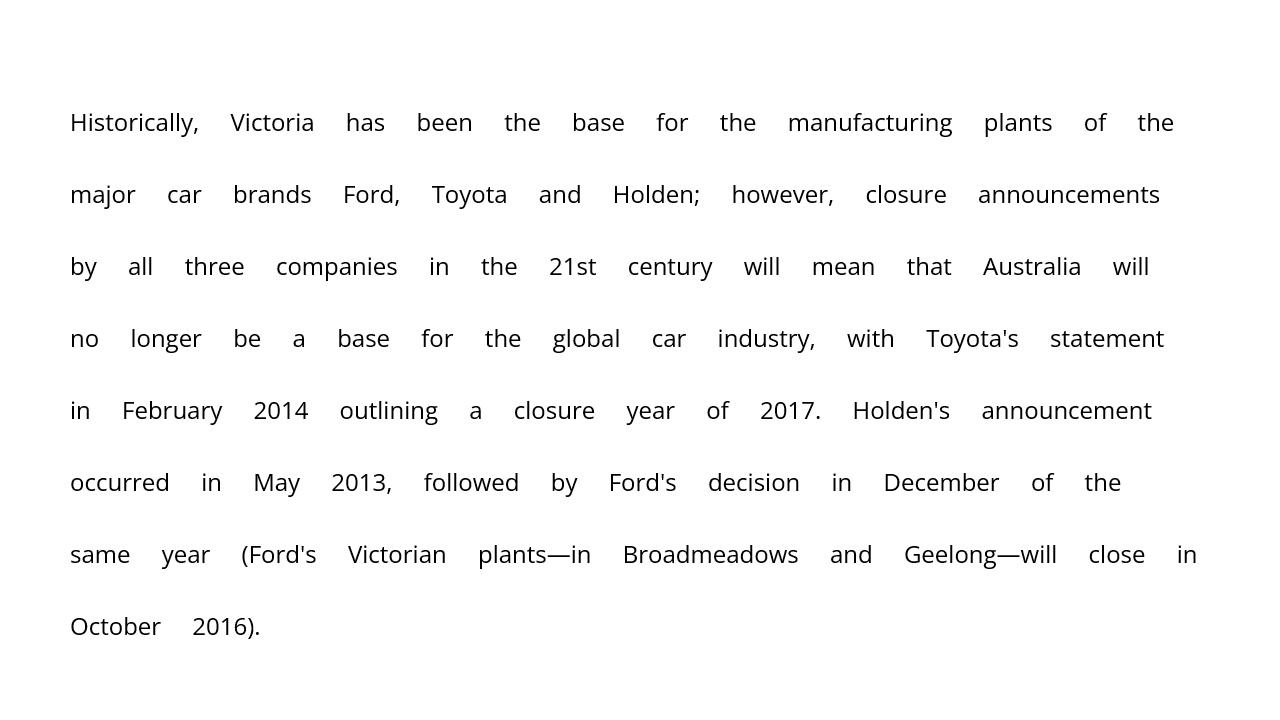 Historically, Victoria has been the base for the manufacturing plants of the
major car brands Ford, Toyota and Holden; however, closure announcements
by all three companies in the 21st century will mean that Australia will
no longer be a base for the global car industry, with Toyota's statement
in February 2014 outlining a closure year of 2017. Holden's announcement
occurred in May 2013, followed by Ford's decision in December of the
same year (Ford's Victorian plants—in Broadmeadows and Geelong—will close in
October 2016).